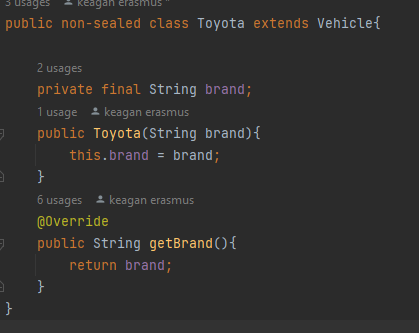 3 usages keagan erasmus *
public non-sealed class Toyota extends Vehicle{
2 usages
private final String brand;
1 usage keagan erasmus
public Toyota(String brand){
this.brand = brand;
}
6 usages keagan erasmus
@Override
public String getBrand(){
return brand;
}
}